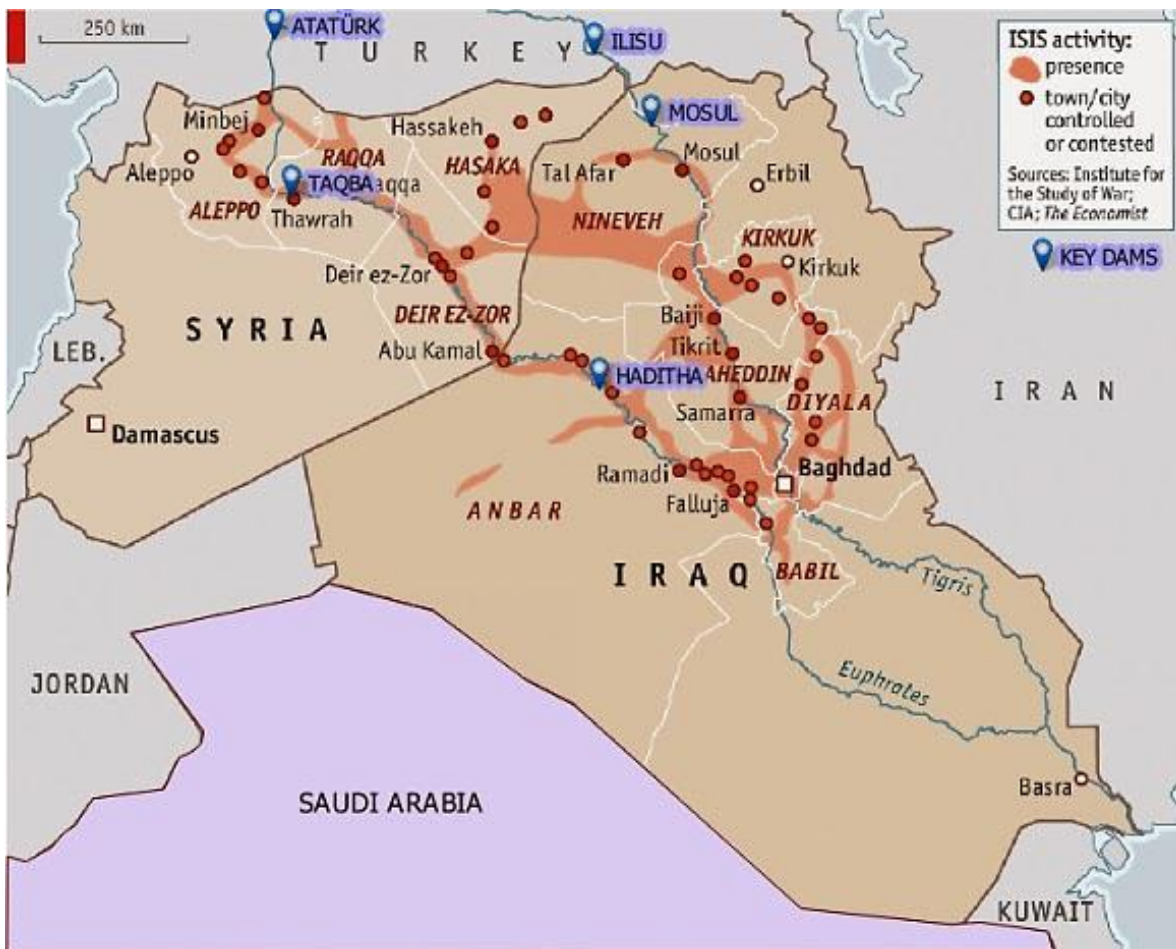 250 km
ATATÜRK
TURKEY
ILISU
ISIS activity:
presence
town/city
controlled
or contested
Sources: Institute for
the Study of War;
CIA; The Economist
KEY DAMS
MOSUL
Minbej
Hassakeh
Mosul
Aleppo
RAQQA
HASAKA
Tal Afar
Erbil
TAQBA
aqqa
ALEPPO
Thawrah
NINEVEH
KIRKUK
Kirkuk
Deir ez-Zor
DEIR EZ-ZOR
Baiji
SYRIA
Abu Kamal
Tikrit
LEB.
HADITHA
AHEDDIN
IRAN
Samarra
DIYALA
Damascus
Ramadi
Baghdad
ANBAR
Falluja
IRAQ
BABIL
Tigris
JORDAN
Euphrates
SAUDI ARABIA
Basra
KUWAIT